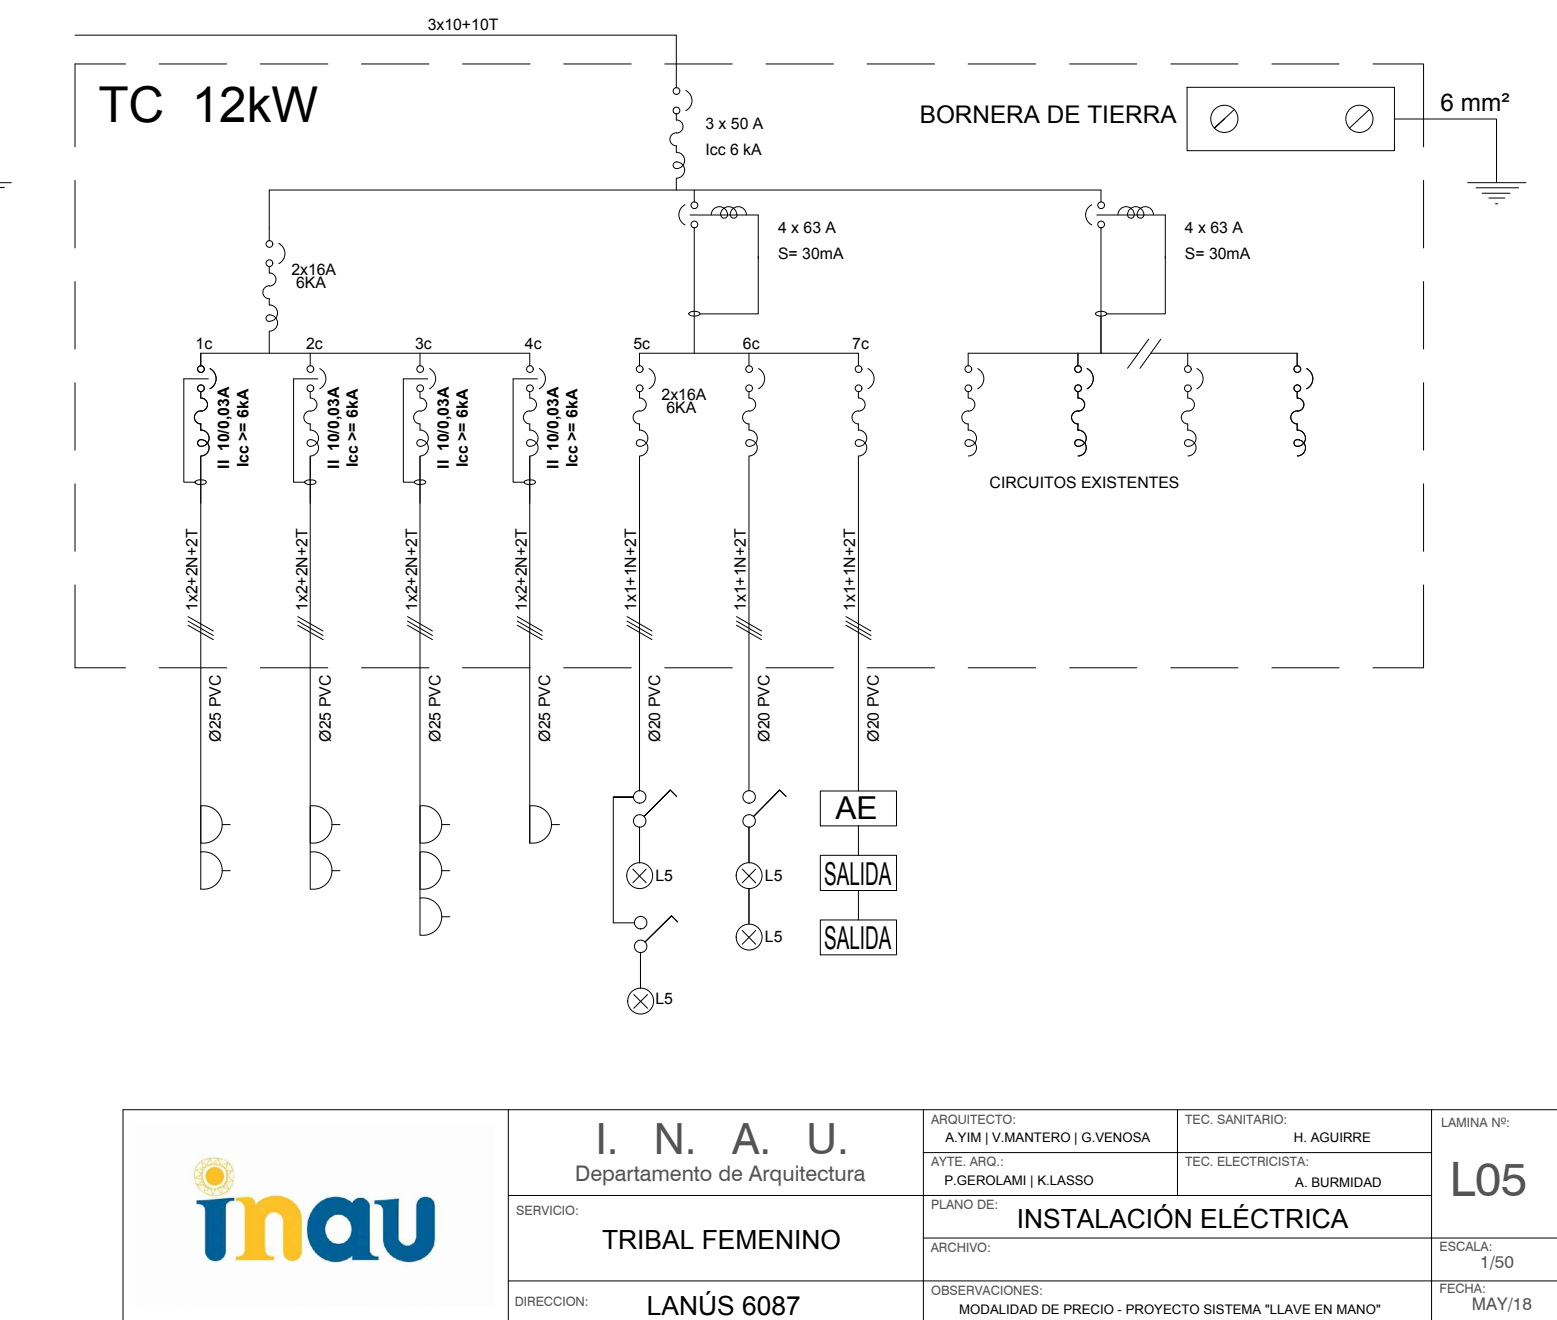 3x10+10T
TC 12kW
3 x 50 A
Icc 6 kA
BORNERA DE TIERRA
6 mm²
2x16A
6KA
4 x 63 A
S= 30mA
4 x 63 A
S= 30mA
1c
2c
3c
4c
5c
6c
7c
II 10/0,03A
Icc >= 6kA
II 10/0,03A
Icc >= 6kA
II 10/0,03A
Icc >= 6kA
II 10/0,03A
Icc >= 6kA
2x16A
6KA
CIRCUITOS EXISTENTES
1x2+2N+2T
1x2+2N+2T
1x2+2N+2T
1x2+2N+2T
1x1+1N+2T
1x1+1N+2T
1x1+1N+2T
Ø25 PVC
Ø25 PVC
Ø25 PVC
Ø25 PVC
Ø20 PVC
Ø20 PVC
Ø20 PVC
AE
L5
L5
SALIDA
L5
SALIDA
L5
inau
I. N. A. U.
Departamento de Arquitectura
SERVICIO:
TRIBAL FEMENINO
DIRECCION:
LANÚS 6087
ARQUITECTO:
A.YIM | V.MANTERO | G.VENOSA
TEC. SANITARIO:
H. AGUIRRE
AYTE. ARQ.:
P.GEROLAMI | K.LASSO
TEC. ELECTRICISTA:
A. BURMIDAD
PLANO DE:
INSTALACIÓN ELÉCTRICA
ARCHIVO:
OBSERVACIONES:
MODALIDAD DE PRECIO - PROYECTO SISTEMA "LLAVE EN MANO"
LAMINA Nº:
L05
ESCALA:
1/50
FECHA:
MAY/18